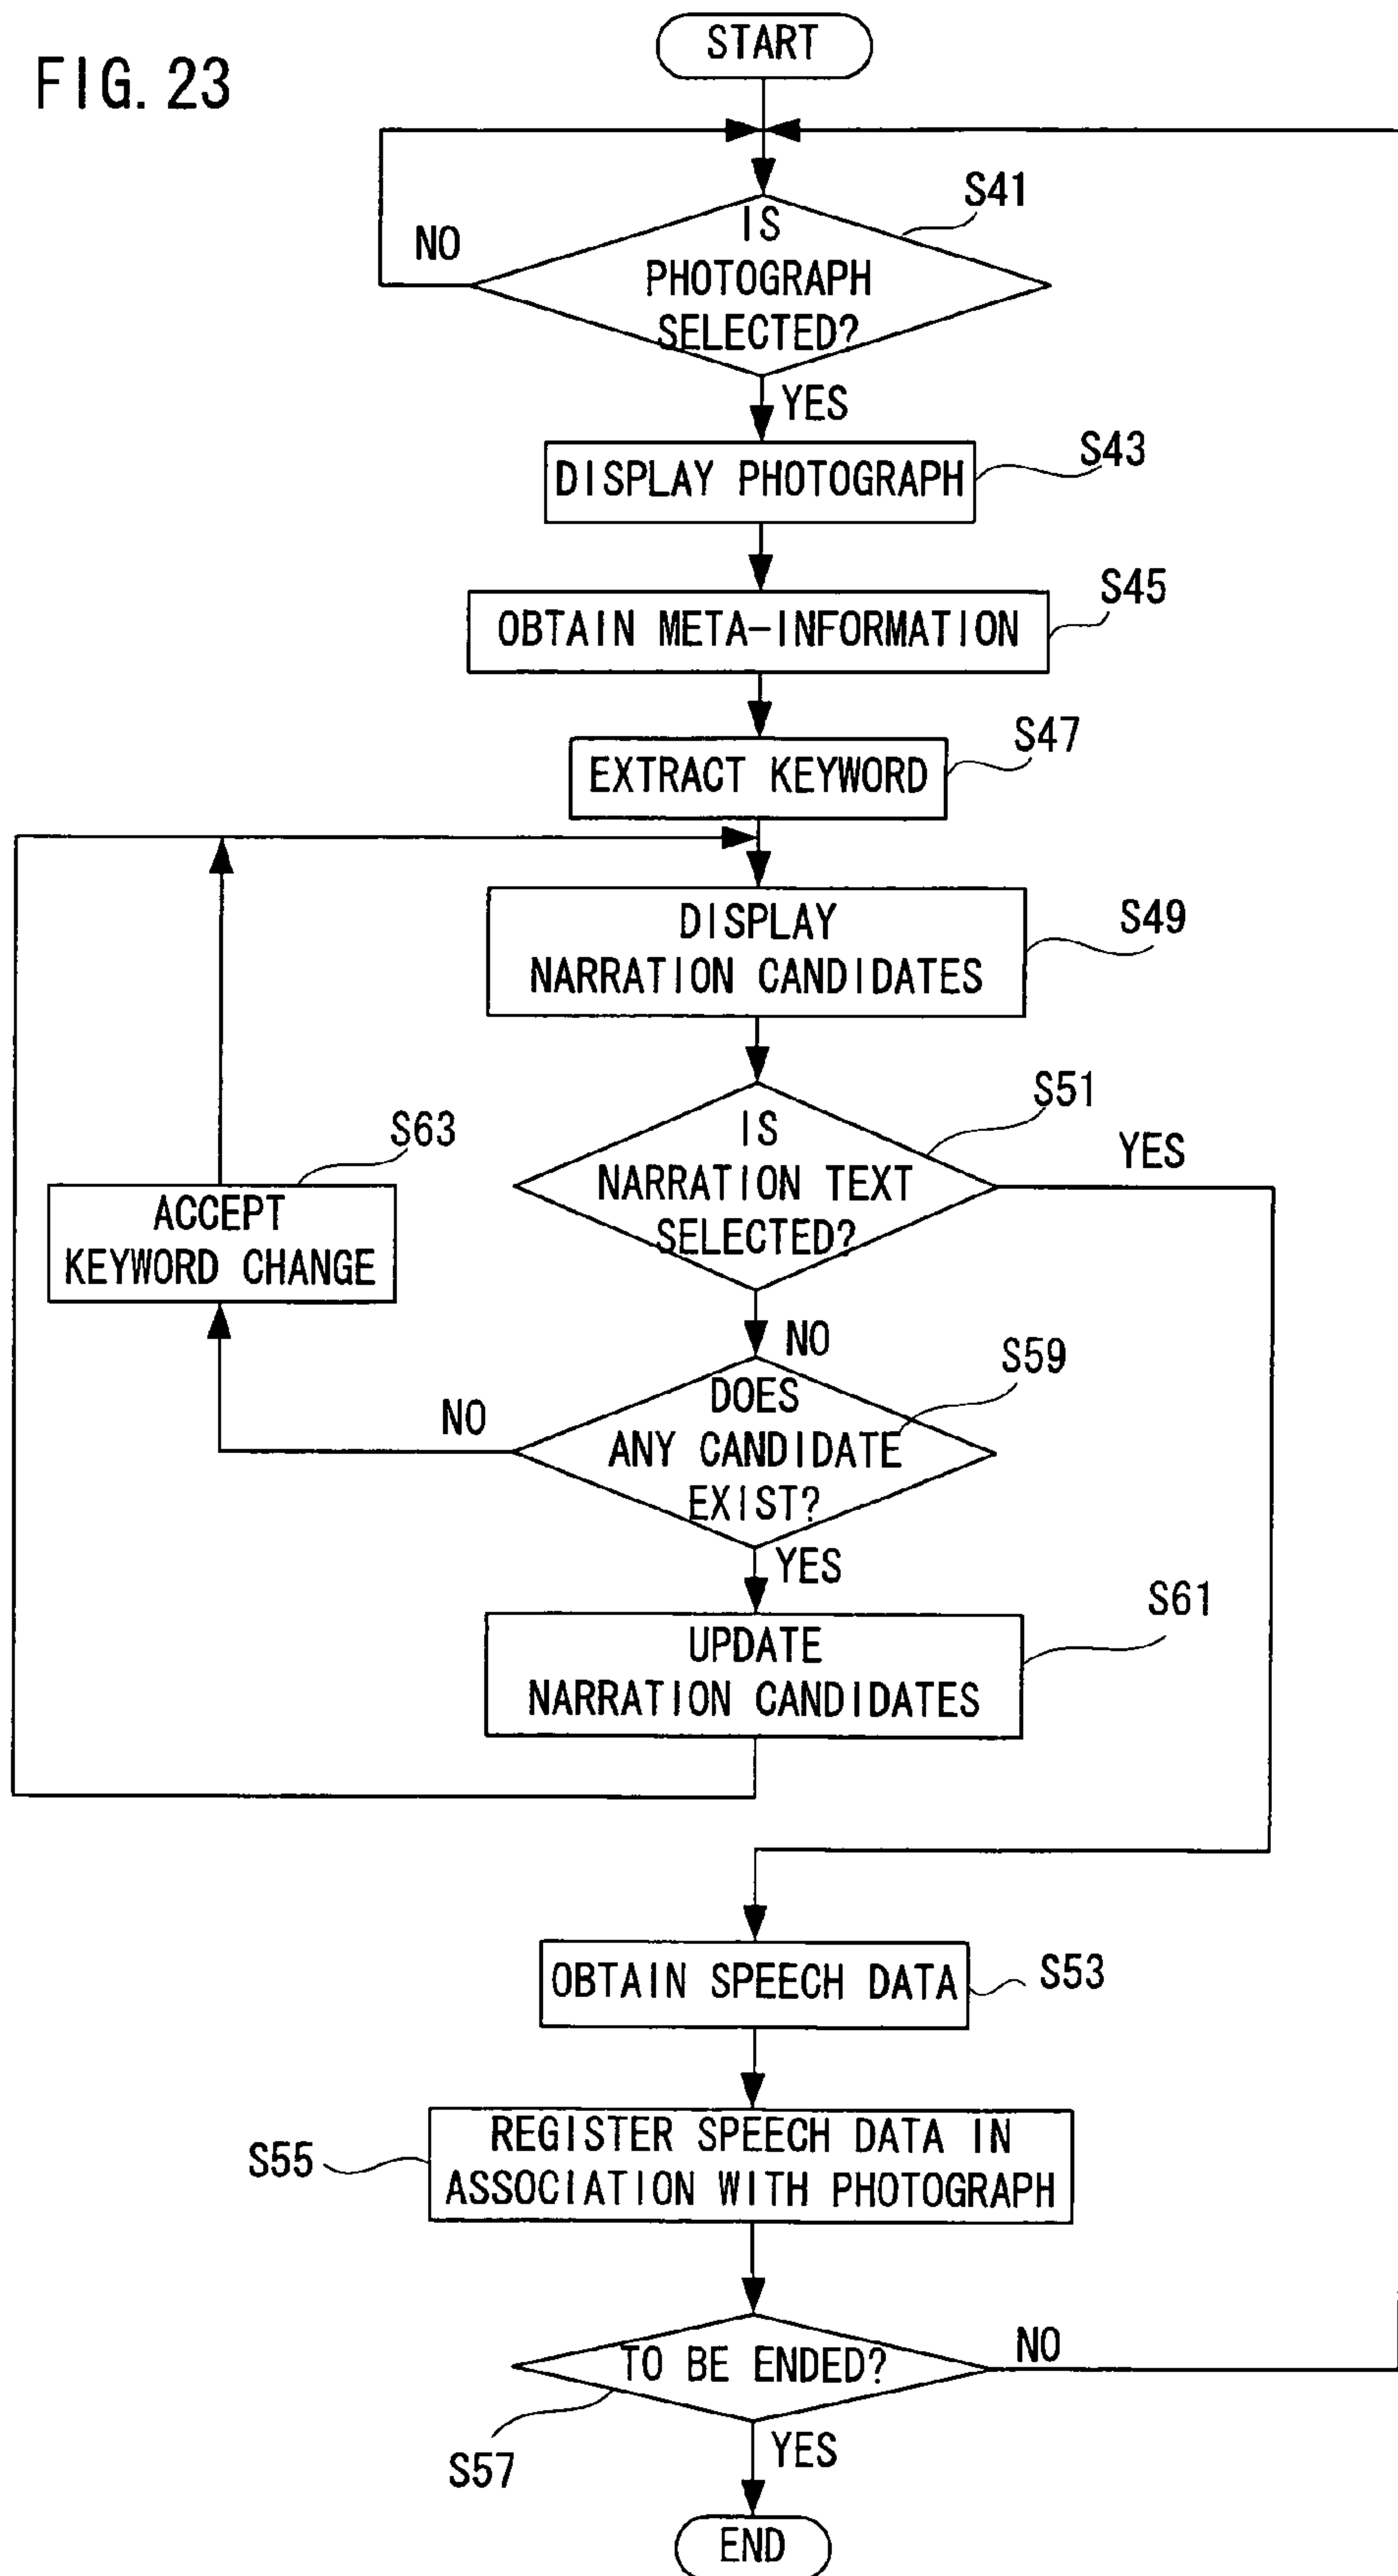 FIG. 23
START
S41
IS
PHOTOGRAPH
SELECTED?
NO
YES
DISPLAY PHOTOGRAPH
S43
OBTAIN META-INFORMATION
S45
EXTRACT KEYWORD
S47
DISPLAY
NARRATION CANDIDATES
S49
S51
IS
NARRATION TEXT
SELECTED?
YES
S63
ACCEPT
KEYWORD CHANGE
NO
S59
DOES
ANY CANDIDATE
EXIST?
NO
YES
S61
UPDATE
NARRATION CANDIDATES
OBTAIN SPEECH DATA
S53
REGISTER SPEECH DATA IN
ASSOCIATION WITH PHOTOGRAPH
S55
TO BE ENDED?
NO
S57
YES
END